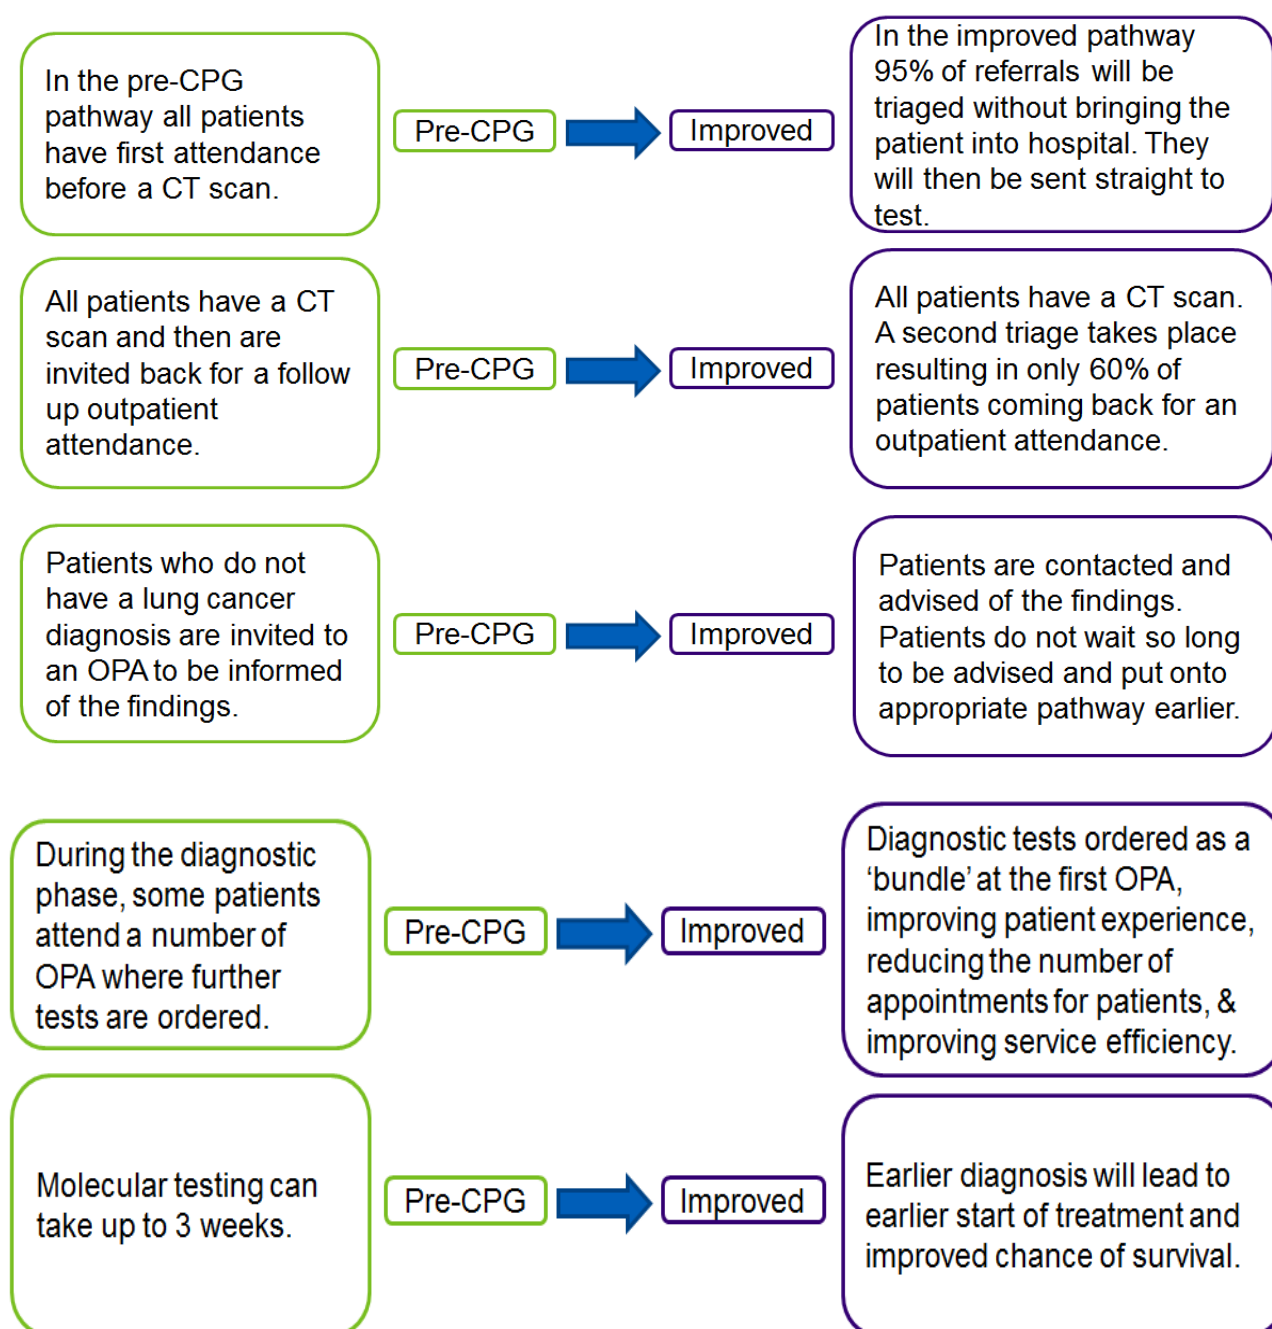 In the pre-CPG
pathway all patients
have first attendance
before a CT scan.
Pre-CPG
Improved
In the improved pathway
95% of referrals will be
triaged without bringing the
patient into hospital. They
will then be sent straight to
test.
All patients have a CT
scan and then are
invited back for a follow
up outpatient
attendance.
Pre-CPG
Improved
All patients have a CT scan.
A second triage takes place
resulting in only 60% of
patients coming back for an
outpatient attendance.
Patients who do not
have a lung cancer
diagnosis are invited to
an OPA to be informed
of the findings.
Pre-CPG
Improved
Patients are contacted and
advised of the findings.
Patients do not wait so long
to be advised and put onto
appropriate pathway earlier.
During the diagnostic
phase, some patients
attend a number of
OPA where further
tests are ordered.
Pre-CPG
Improved
Diagnostic tests ordered as a
‘bundle’ at the first OPA,
improving patient experience,
reducing the number of
appointments for patients, &
improving service efficiency.
Molecular testing can
take up to 3 weeks.
Pre-CPG
Improved
Earlier diagnosis will lead to
earlier start of treatment and
improved chance of survival.